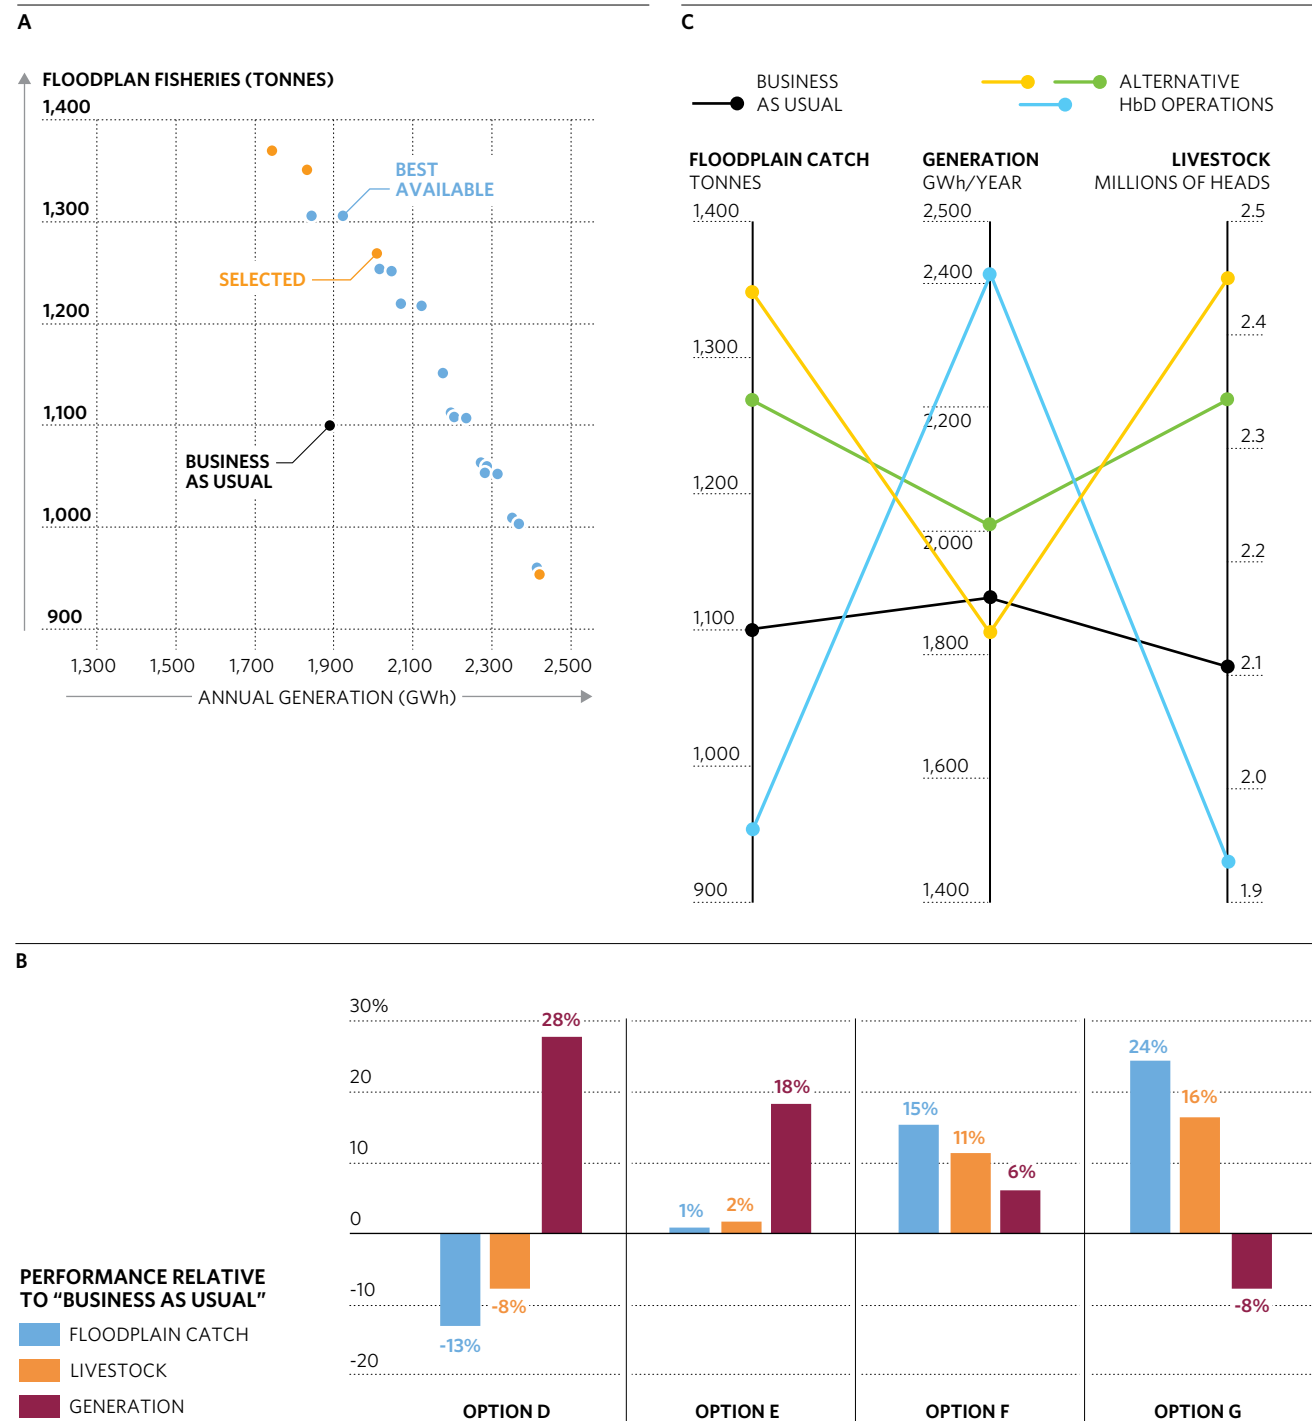 A
FLOODPLAN FISHERIES (TONNES)
1,400
1,300
1,200
1,100
1,000
900
BEST
AVAILABLE
SELECTED
BUSINESS
AS USUAL
1,300
1,500
1,700
1,900
2,100
2,300
2,500
ANNUAL GENERATION (GWh)
C
BUSINESS
AS USUAL
ALTERNATIVE
HbD OPERATIONS
FLOODPLAIN CATCH
TONNES
1,400
1,300
1,200
1,100
1,000
900
GENERATION
GWh/YEAR
2,500
2,400
2,200
2,000
1,800
1,600
1,400
LIVESTOCK
MILLIONS OF HEADS
2.5
2.4
2.3
2.2
2.1
2.0
1.9
B
30%
20
10
0
-10
-20
28%
-13%
-8%
1%
2%
18%
15%
11%
6%
24%
16%
-8%
PERFORMANCE RELATIVE
TO “BUSINESS AS USUAL”
FLOODPLAIN CATCH
LIVESTOCK
GENERATION
OPTION D
OPTION E
OPTION F
OPTION G